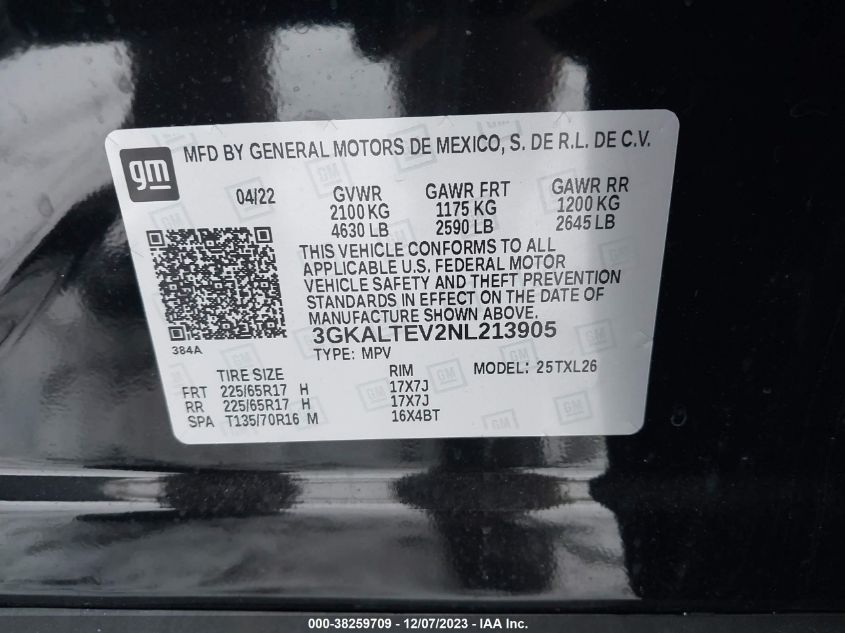 gm
MFD BY GENERAL MOTORS DE MEXICO, S. DE R.L. DE C.V.
04/22 GVWR GAWR FRT GAWR RR
2100 KG 1175 KG 1200 KG
4630 LB 2590 LB 2645 LB
THIS VEHICLE CONFORMS TO ALL
APPLICABLE U.S. FEDERAL MOTOR
VEHICLE SAFETY AND THEFT PREVENTION
STANDARDS IN EFFECT ON THE DATE OF
MANUFACTURE SHOWN ABOVE.
3GKALTEV2NL213905
384A
TYPE: MPV
TIRE SIZE RIM MODEL: 25TXL26
FRT 225/65R17 H 17X7J
RR 225/65R17 H 17X7J
SPA T135/70R16 M 16X4BT
000-38259709 - 12/07/2023 - IAA Inc.